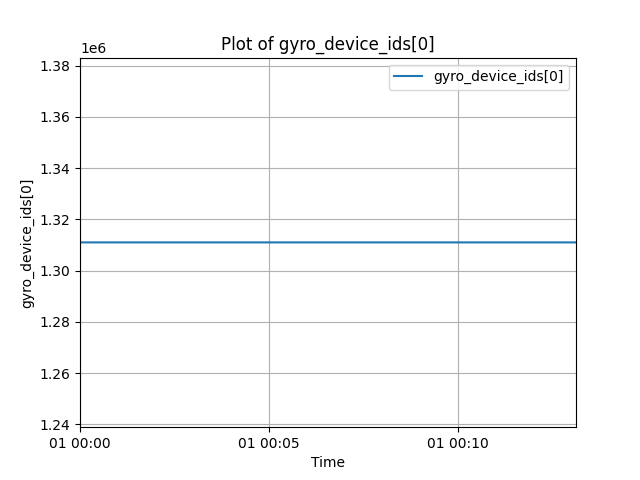 Plot of gyro_device_ids[0]
1e6
gyro_device_ids[0]
1.38
1.36
1.34
1.32
1.30
1.28
1.26
1.24
gyro_device_ids[0]
01 00:00 01 00:05 01 00:10
Time